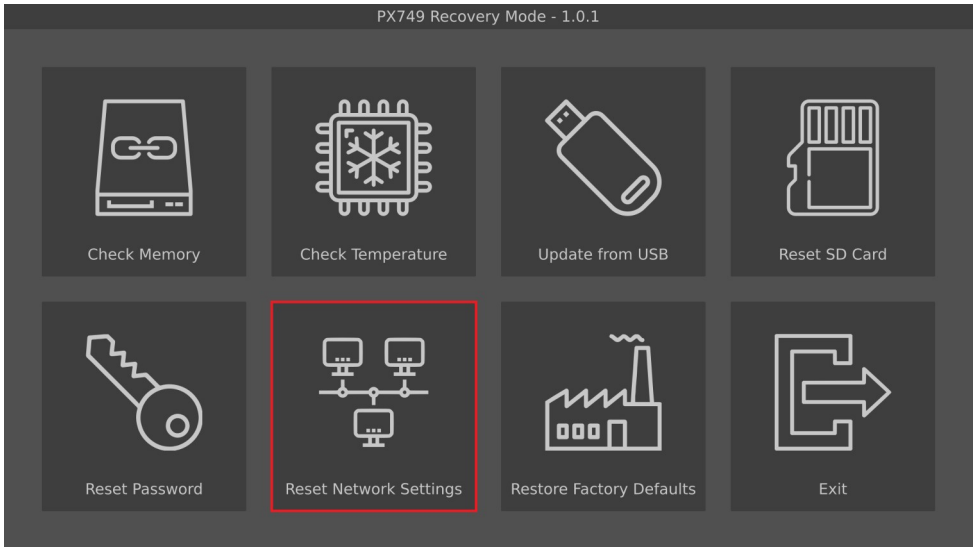 PX749 Recovery Mode - 1.0.1
Check Memory
Check Temperature
Update from USB
Reset SD Card
Reset Password
Reset Network Settings
Restore Factory Defaults
Exit